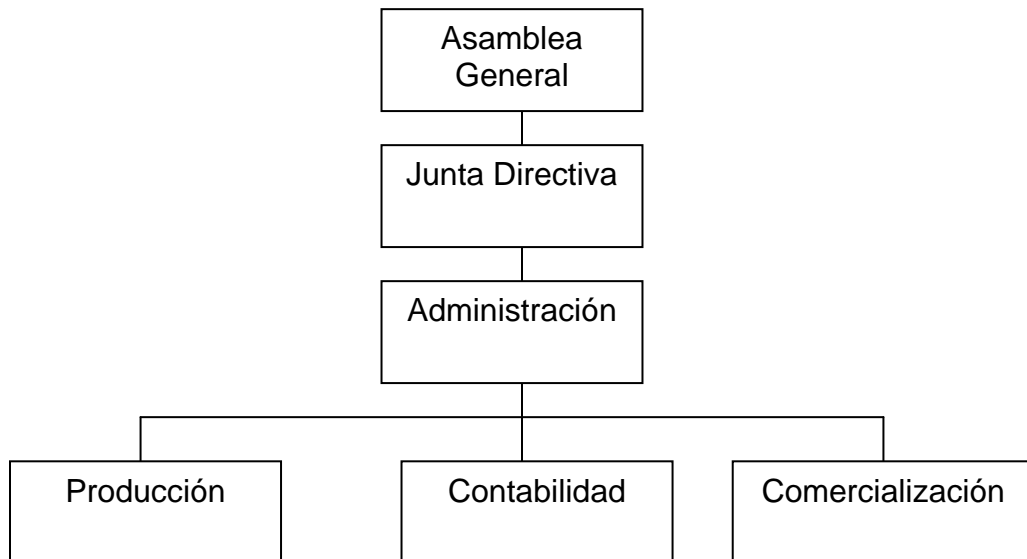 Asamblea
General
Junta Directiva
Administración
Producción
Contabilidad
Comercialización